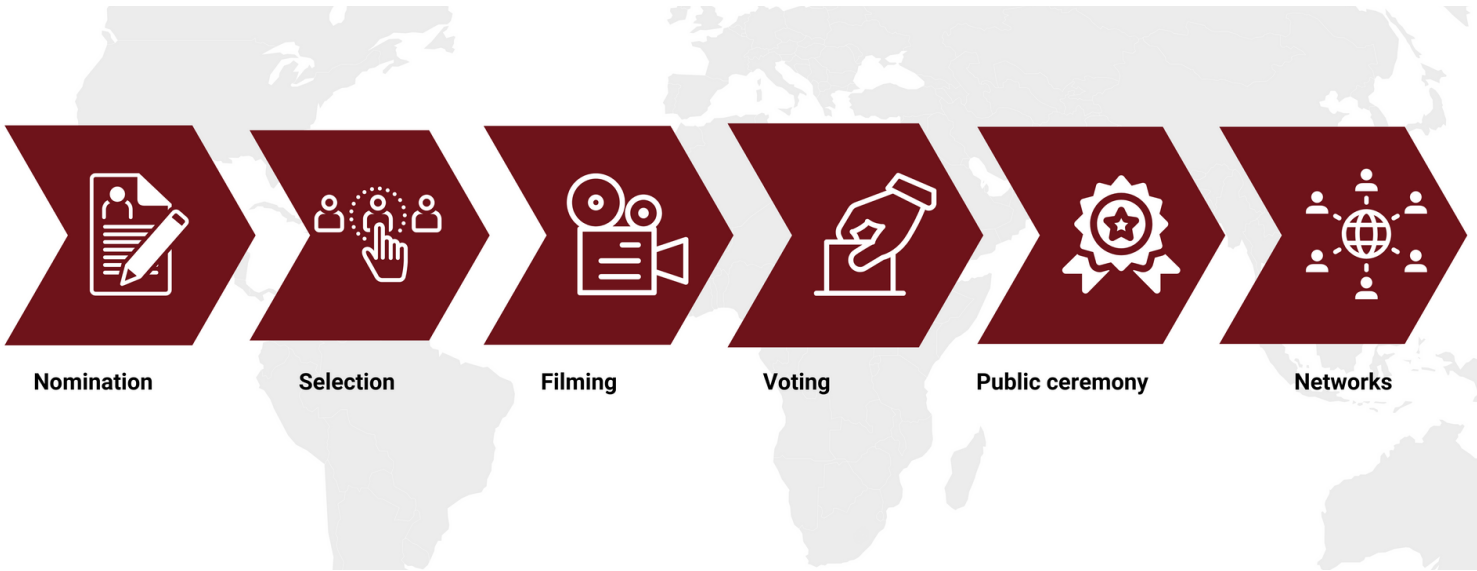 Nomination
Selection
Filming
Voting
Public ceremony
Networks